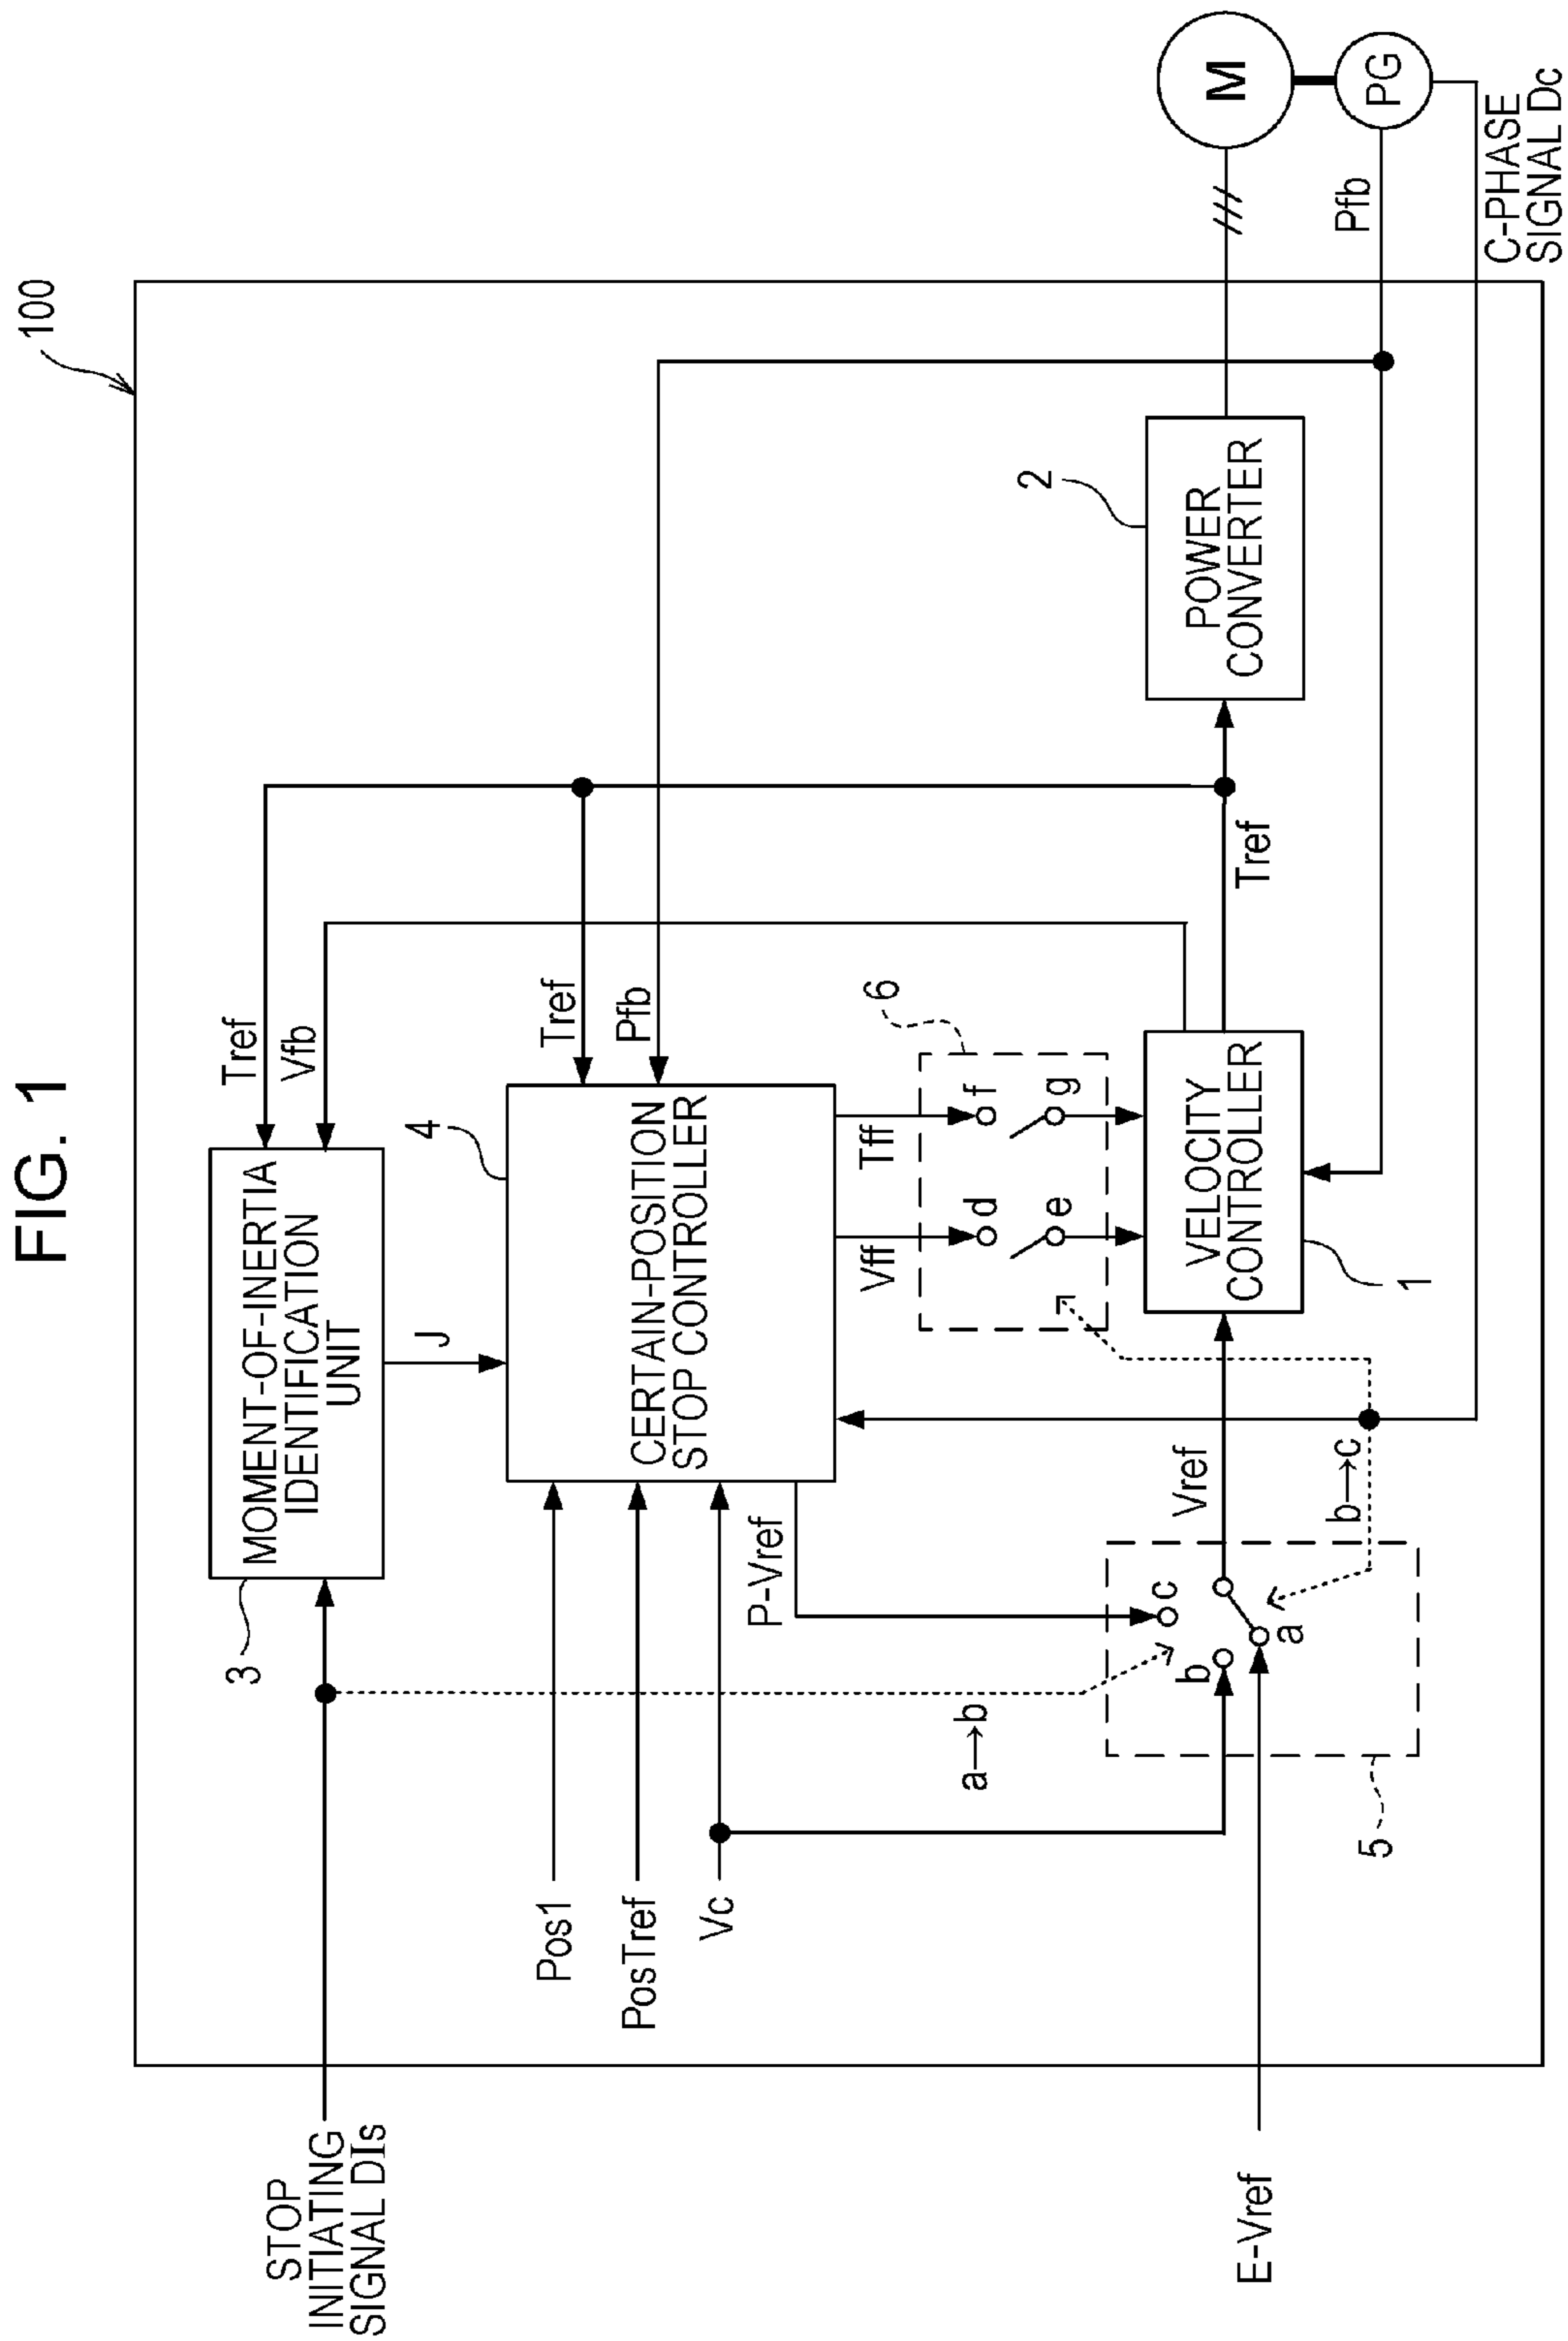 FIG. 1
100
STOP
INITIATING
SIGNAL DIs
3
MOMENT-OF-INERTIA
IDENTIFICATION
UNIT
Tref
Vfb
J
4
Pos1
PosTref
Vc
CERTAIN-POSITION
STOP CONTROLLER
Tref
Pfb
P-Vref
Vff
Tff
6
d
e
f
g
a→b
b
c
a
5
b→c
E-Vref
Vref
VELOCITY
CONTROLLER
1
Tref
2
POWER
CONVERTER
M
PG
Pfb
C-PHASE
SIGNAL Dc